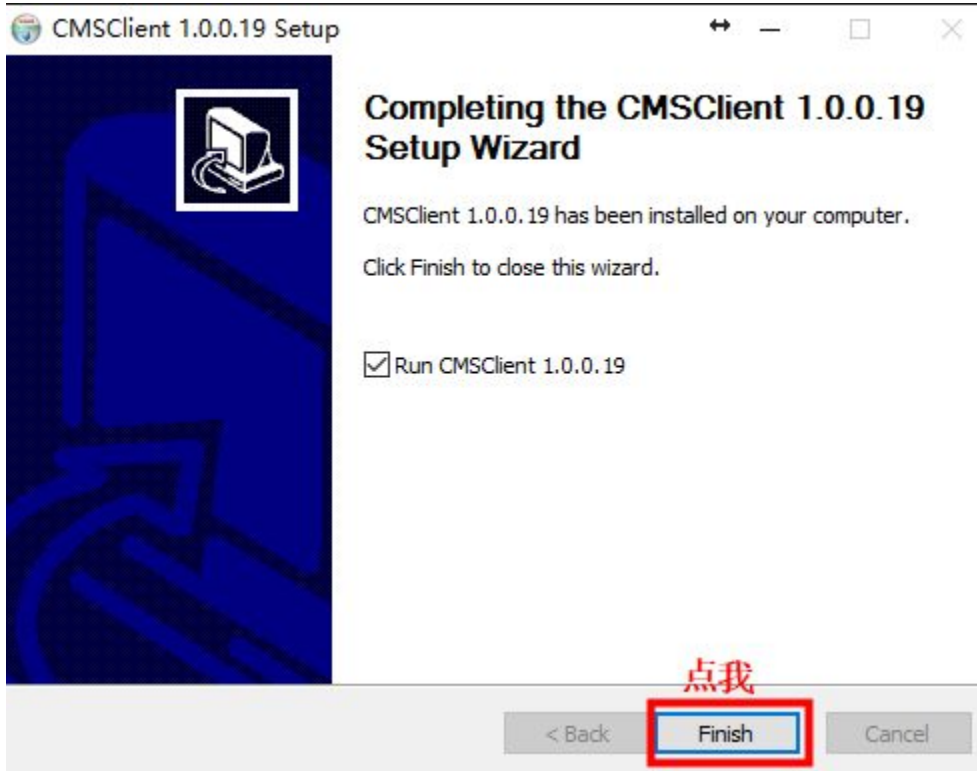 CMSClient 1.0.0.19 Setup
Completing the CMSClient 1.0.0.19
Setup Wizard
CMSClient 1.0.0.19 has been installed on your computer.
Click Finish to close this wizard.
Run CMSClient 1.0.0.19
点我
< Back
Finish
Cancel